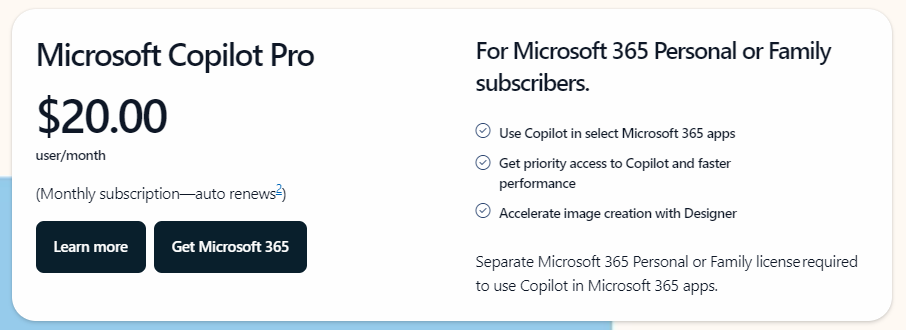 Microsoft Copilot Pro
$20.00
user/month
(Monthly subscription—auto renews2)
Learn more
Get Microsoft 365
For Microsoft 365 Personal or Family
subscribers.
Use Copilot in select Microsoft 365 apps
Get priority access to Copilot and faster
performance
Accelerate image creation with Designer
Separate Microsoft 365 Personal or Family license required
to use Copilot in Microsoft 365 apps.